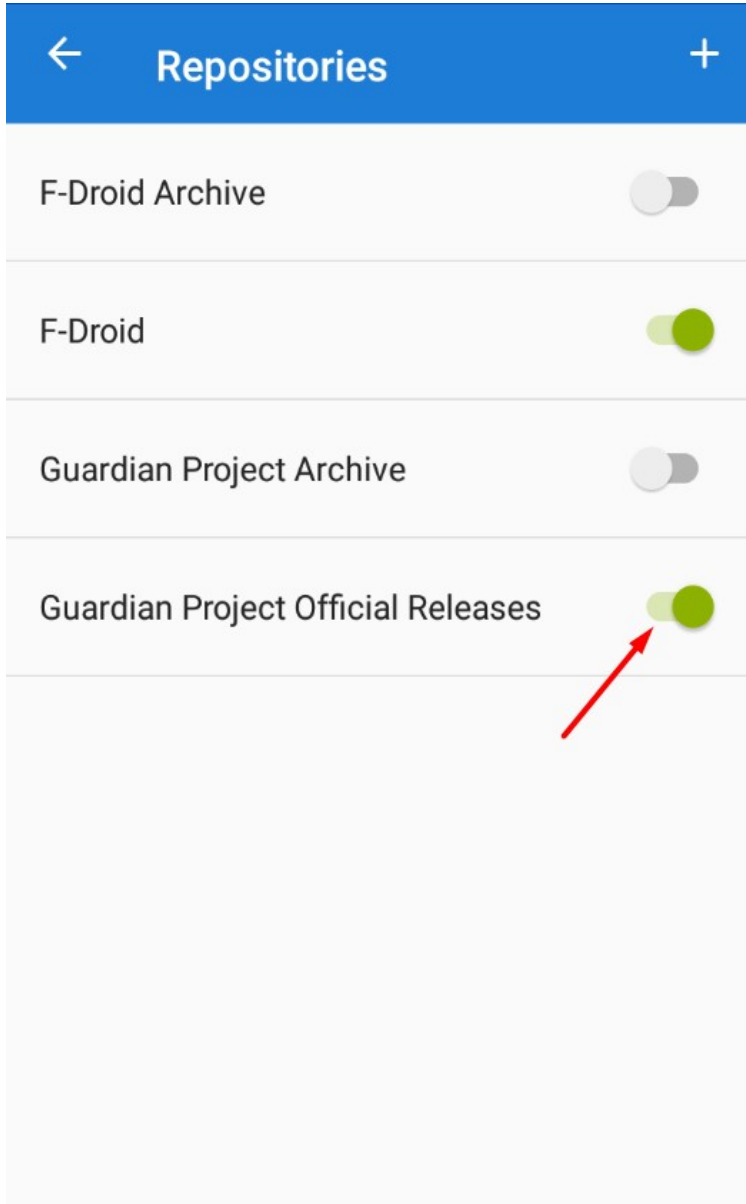 Repositories
F-Droid Archive
F-Droid
Guardian Project Archive
Guardian Project Official Releases